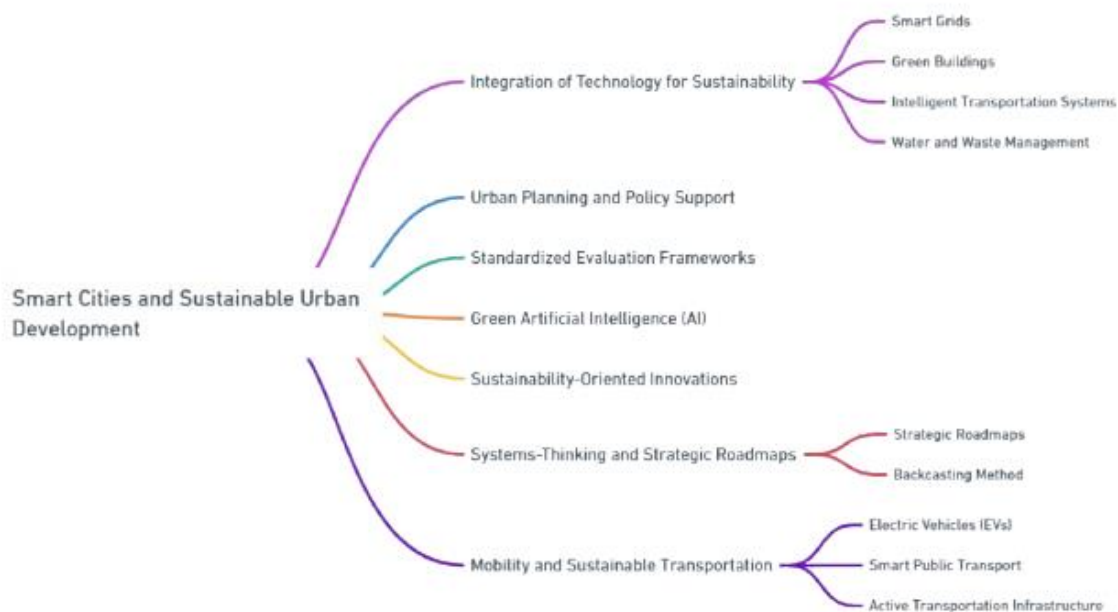 Smart Cities and Sustainable Urban
Development
Integration of Technology for Sustainability
Smart Grids
Green Buildings
Intelligent Transportation Systems
Water and Waste Management
Urban Planning and Policy Support
Standardized Evaluation Frameworks
Green Artificial Intelligence (AI)
Sustainability-Oriented Innovations
Systems-Thinking and Strategic Roadmaps
Strategic Roadmaps
Backcasting Method
Mobility and Sustainable Transportation
Electric Vehicles (EVs)
Smart Public Transport
Active Transportation Infrastructure